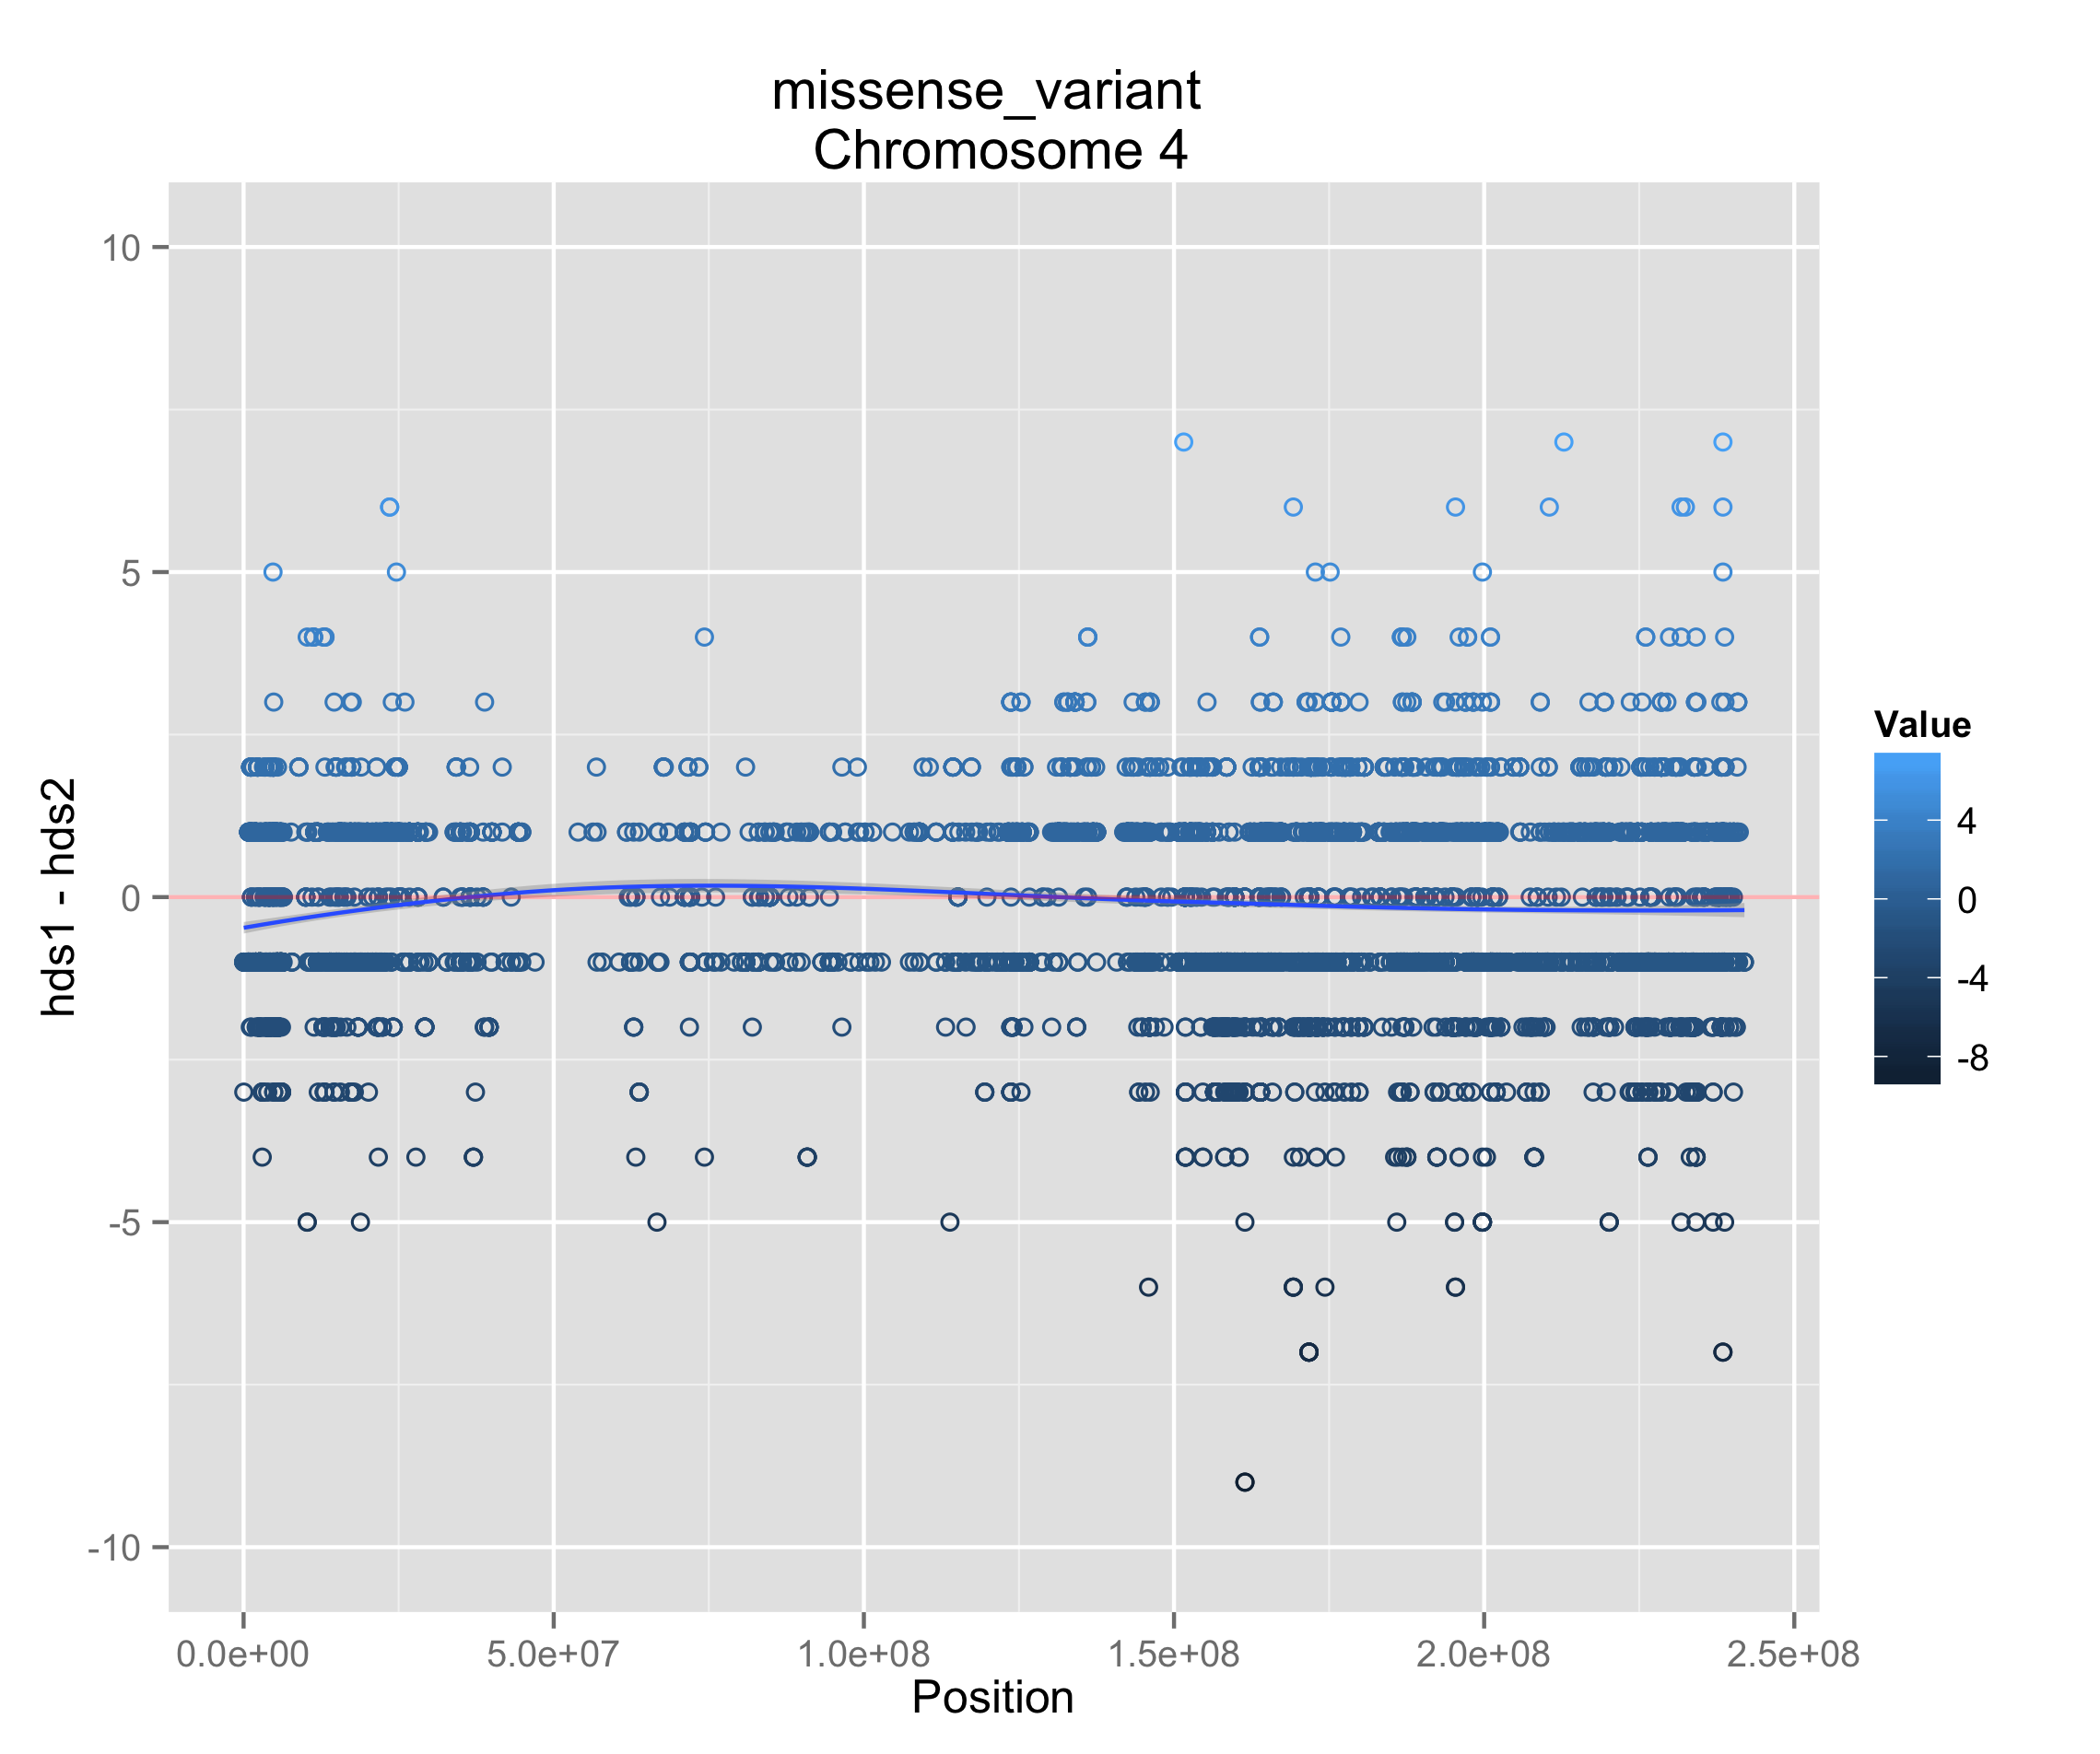 missense_variant
Chromosome 4
hds1 - hds2
10
5
0
-5
-10
0.0e+00
5.0e+07
1.0e+08
1.5e+08
2.0e+08
2.5e+08
Position
Value
4
0
-4
-8